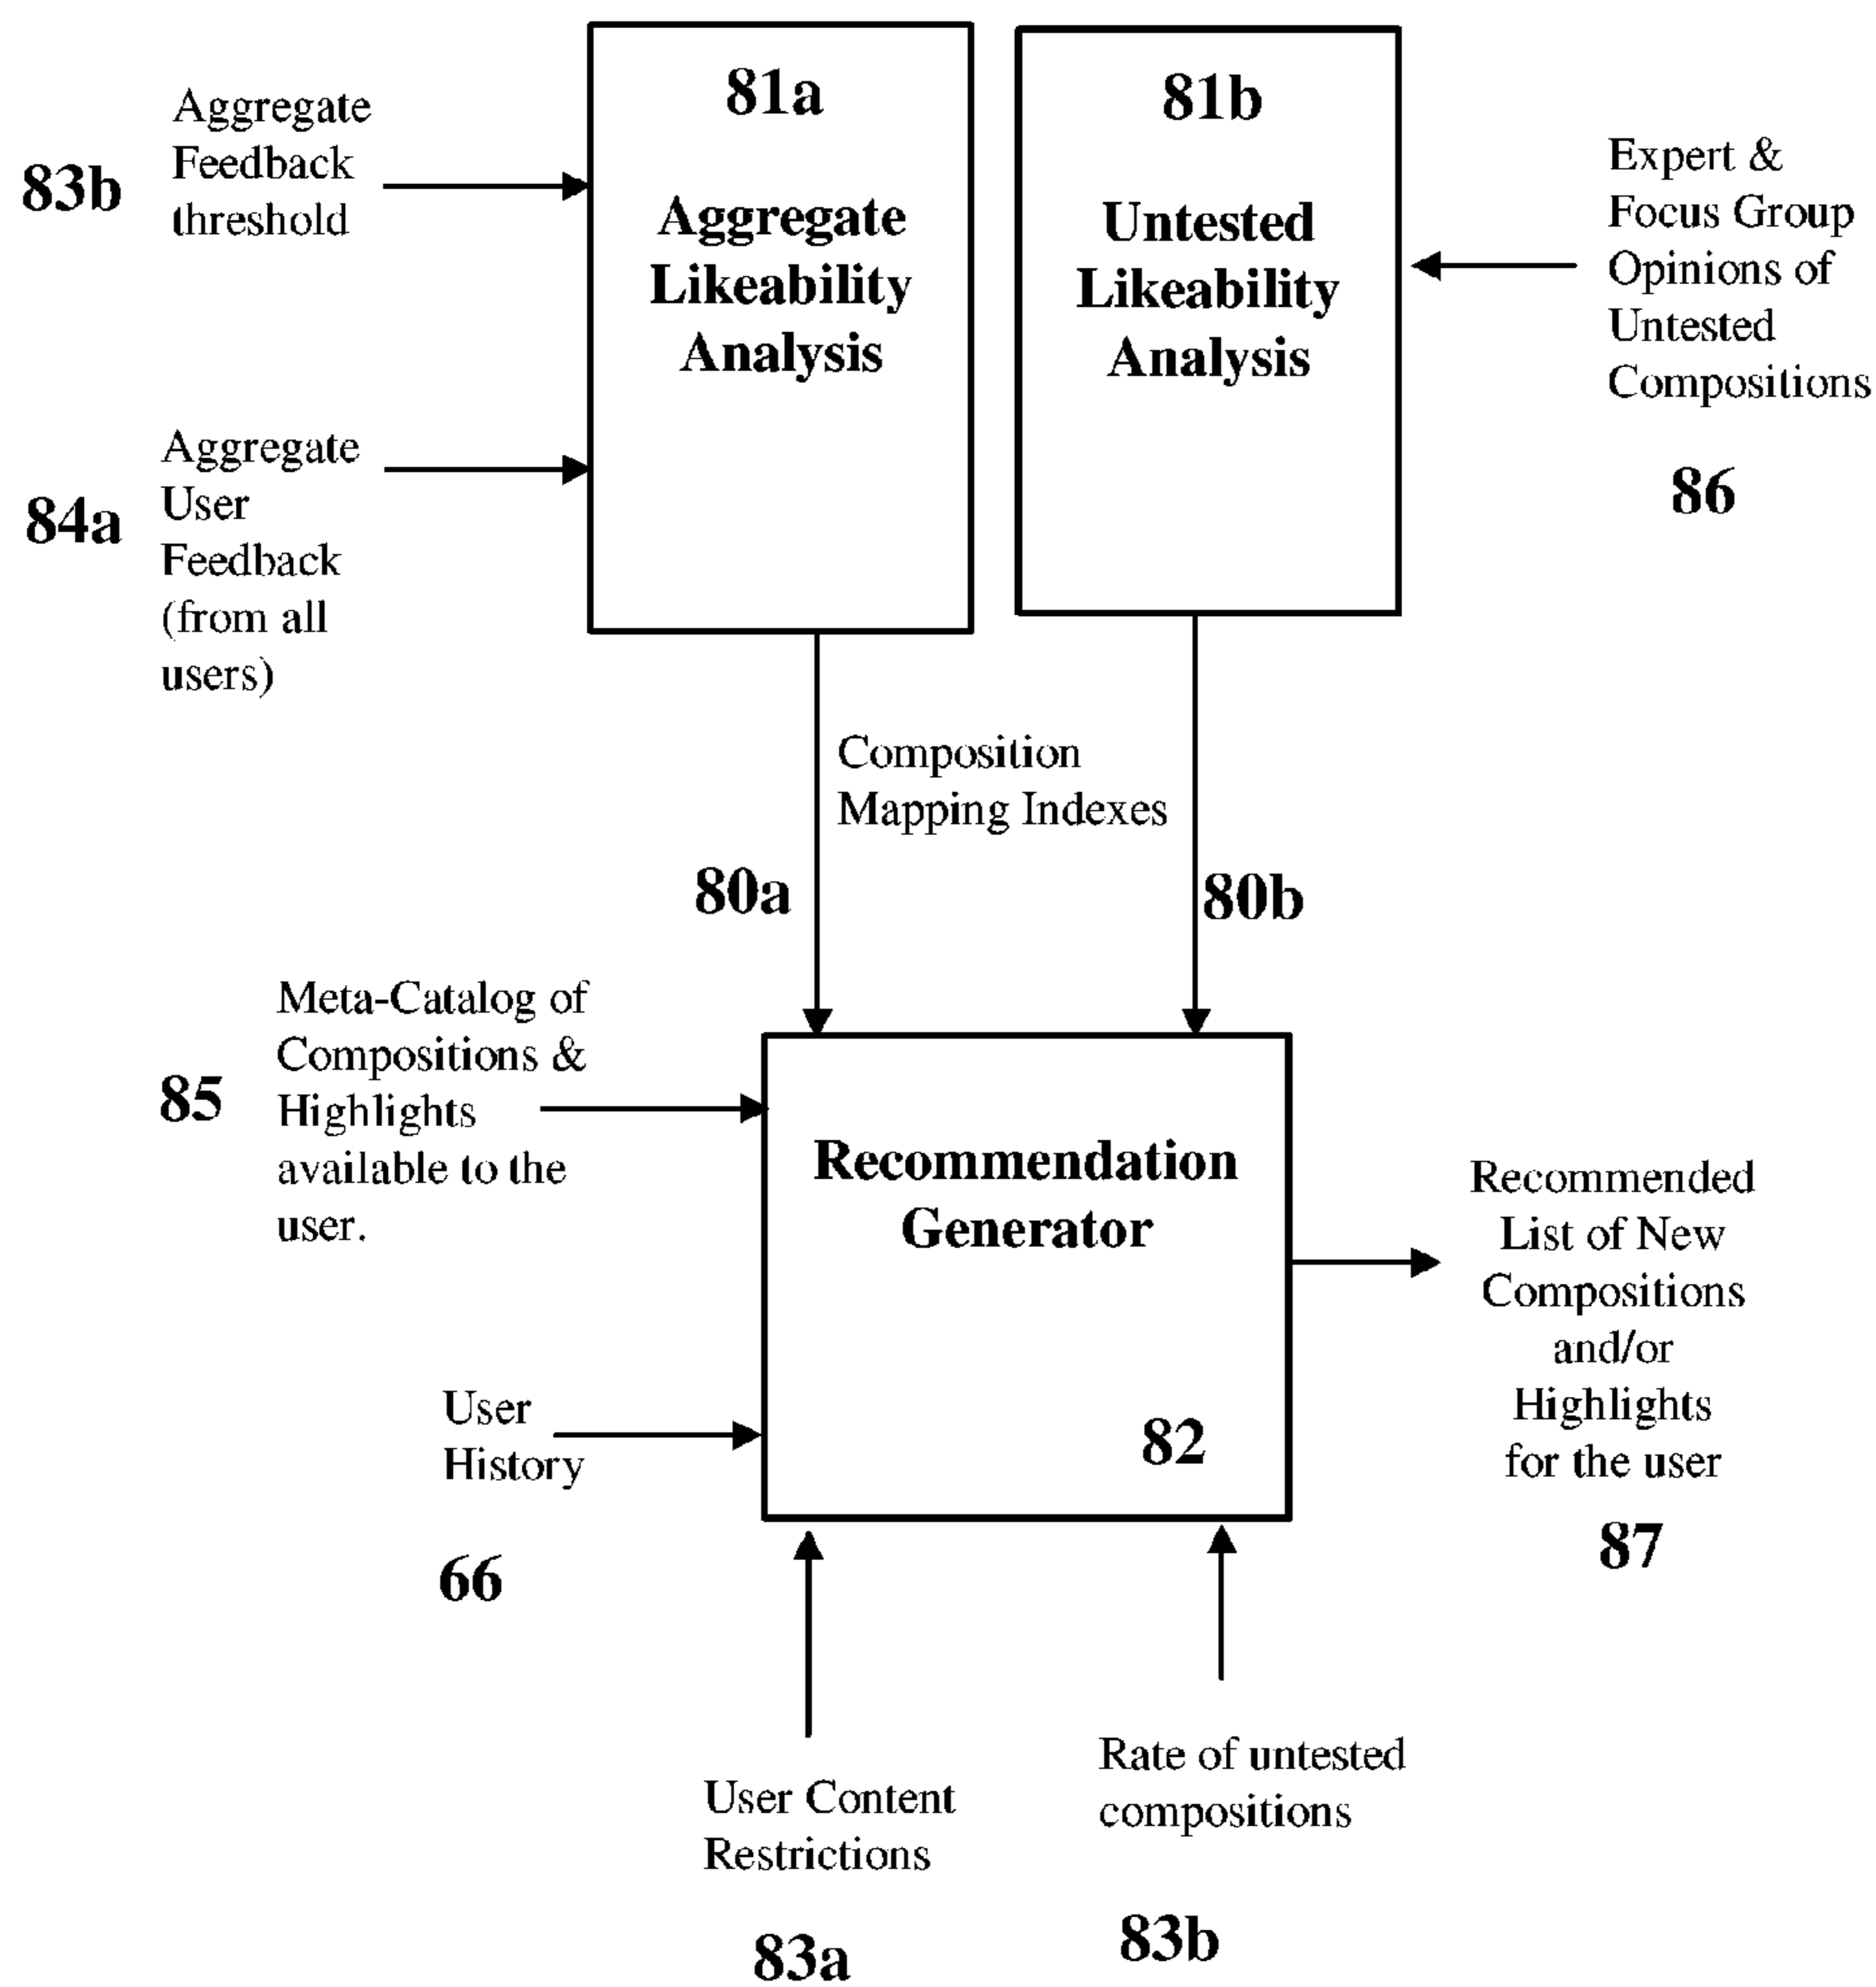 81a
Aggregate
Likeability
Analysis
81b
Untested
Likeability
Analysis
83b
Aggregate
Feedback
threshold
84a
Aggregate
User
Feedback
(from all
users)
Expert &
Focus Group
Opinions of
Untested
Compositions
86
Composition
Mapping Indexes
80a
80b
85
Meta-Catalog of
Compositions &
Highlights
available to the
user.
Recommendation
Generator
82
User
History
66
Recommended
List of New
Compositions
and/or
Highlights
for the user
87
User Content
Restrictions
83a
Rate of untested
compositions
83b